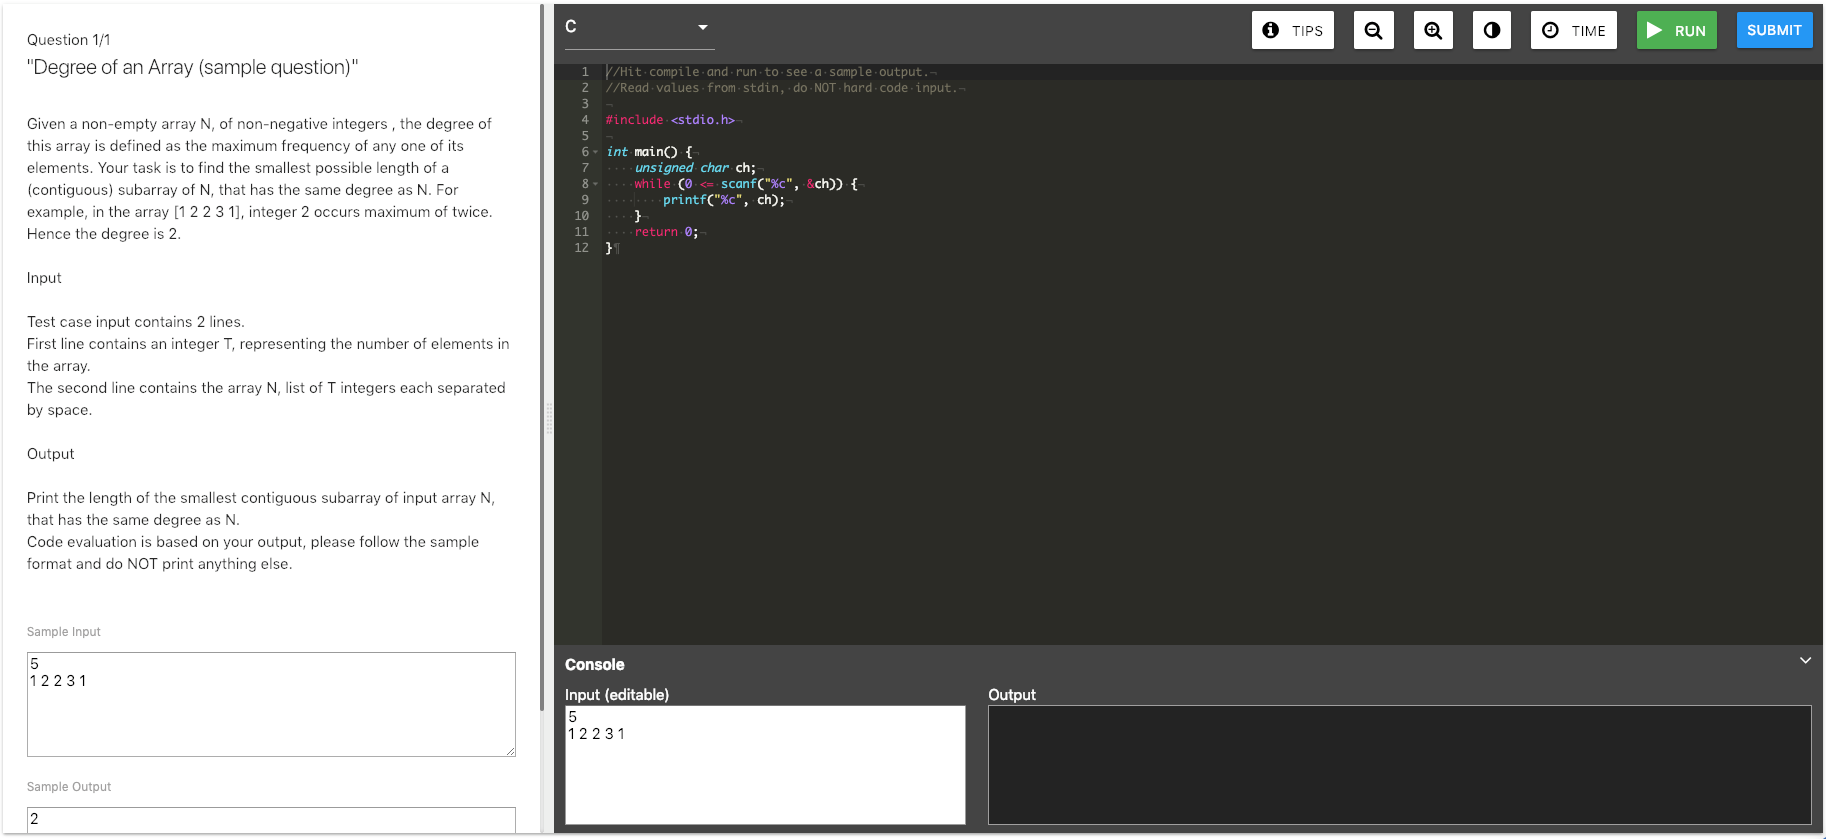 Question 1/1
"Degree of an Array (sample question)"
Given a non-empty array N, of non-negative integers , the degree of
this array is defined as the maximum frequency of any one of its
elements. Your task is to find the smallest possible length of a
(contiguous) subarray of N, that has the same degree as N. For
example, in the array [1 2 2 3 1], integer 2 occurs maximum of twice.
Hence the degree is 2.
Input
Test case input contains 2 lines.
First line contains an integer T, representing the number of elements in
the array.
The second line contains the array N, list of T integers each separated
by space.
Output
Print the length of the smallest contiguous subarray of input array N,
that has the same degree as N.
Code evaluation is based on your output, please follow the sample
format and do NOT print anything else.
Sample Input
5
1 2 2 3 1
Sample Output
2
C
TIPS
TIME
RUN
SUBMIT
1 //Hit compile and run to see a sample output.
2 //Read values from stdin, do NOT hard code input.
3
4 #include <stdio.h>
5
6 int main() {
7     unsigned char ch;
8     while (0 <= scanf("%c", &ch)) {
9         printf("%c", ch);
10     }
11     return 0;
12 }
Console
Input (editable)
5
1 2 2 3 1
Output